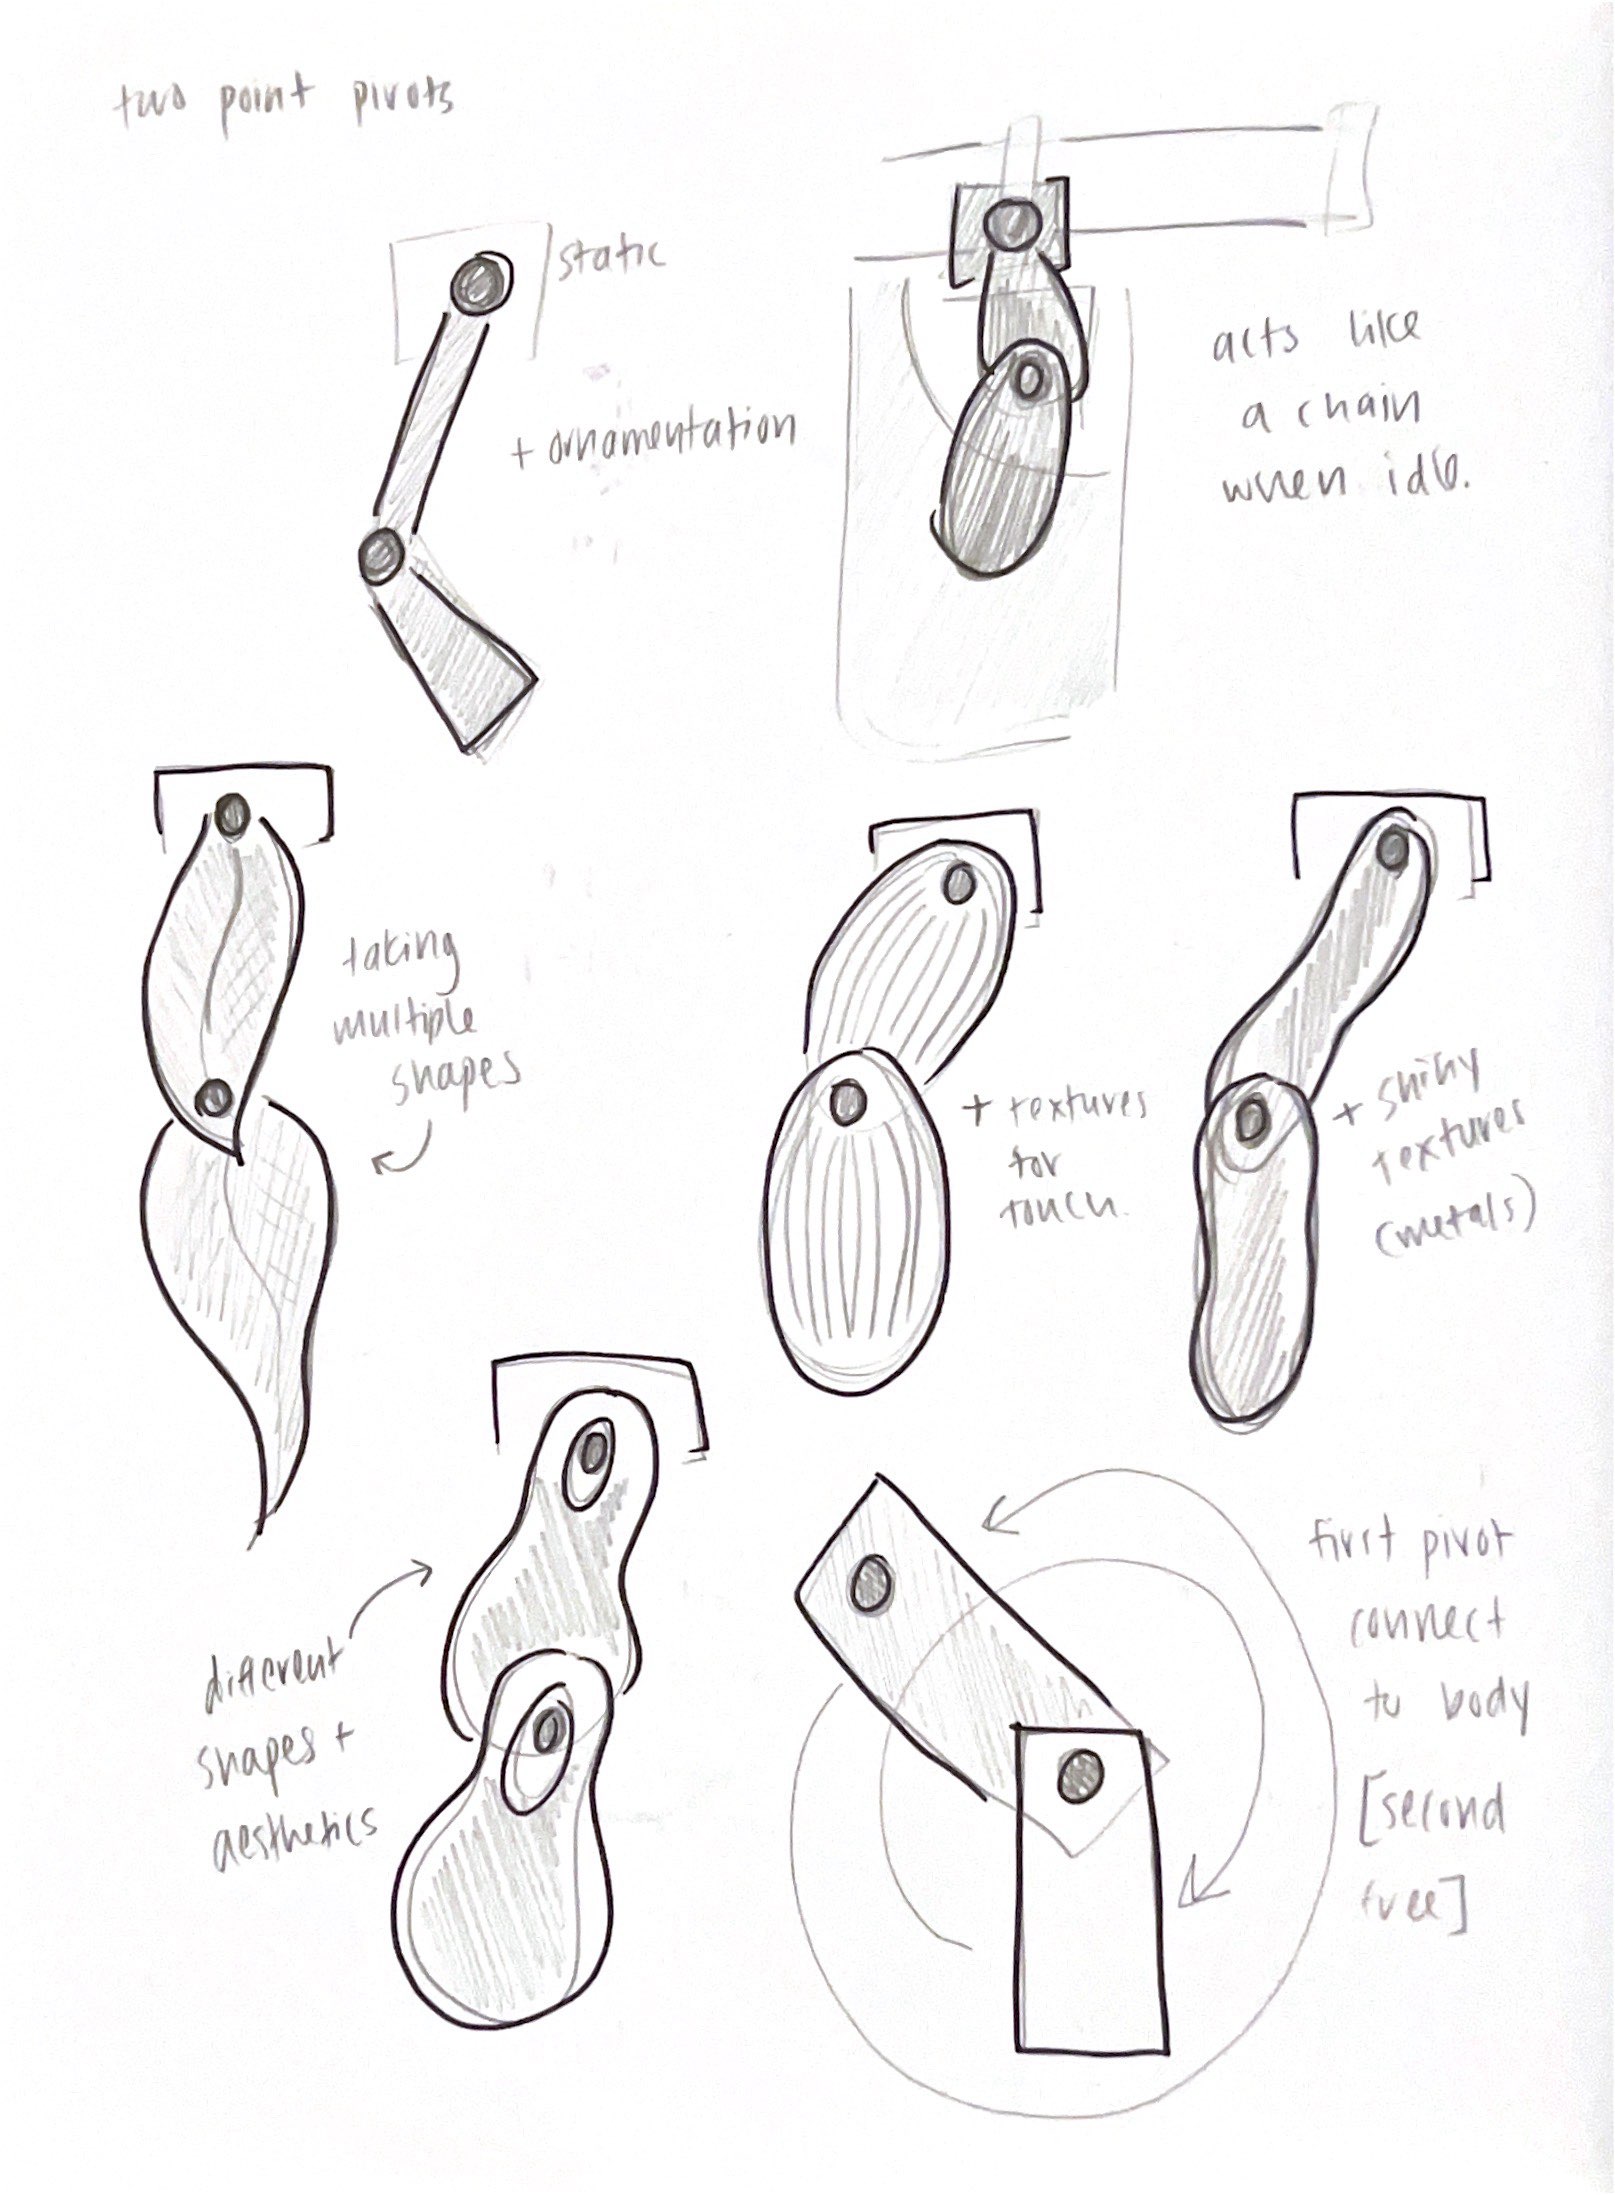 two point pivots
static
+ ornamentation
acts like
a chain
when idle.
taking
multiple
shapes
+ textures
for
touch.
+ shiny
textures
(metals)
different
shapes +
aesthetics
first pivot
connect
to body
[second
free]